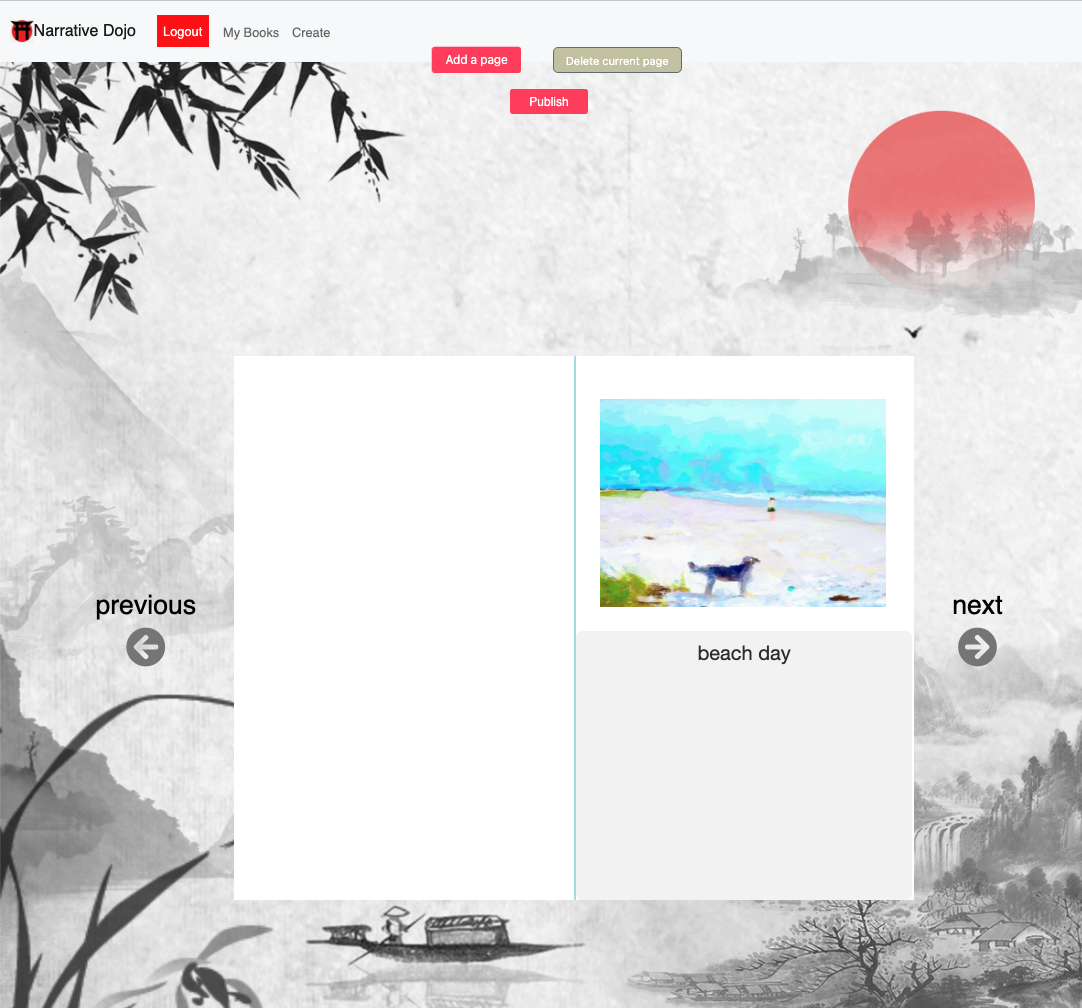 Narrative Dojo
Logout
My Books
Create
Add a page
Delete current page
Publish
previous
next
beach day